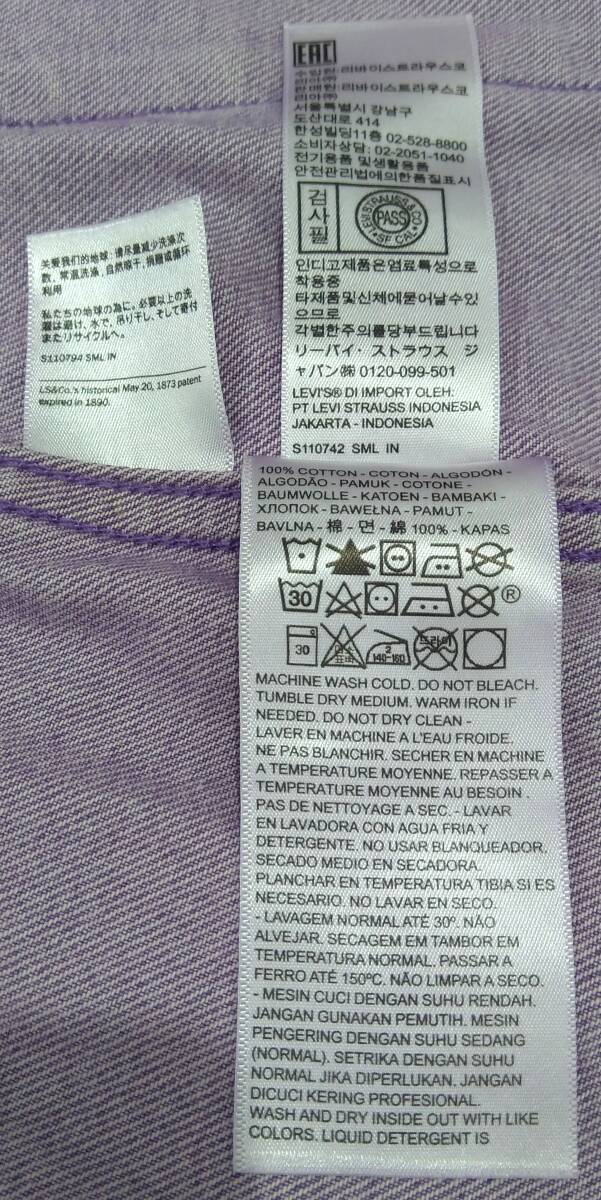 EAC
수입원:리바이스트라우스코
리아㈜
판매원:리바이스트라우스코
리아㈜
서울특별시 강남구
도산대로 414
한성빌딩11층 02-528-8800
소비자상담: 02-2051-1040
전기용품 및생활용품
안전관리법에의한품질표시
검사필
LEVI STRAUSS & CO
PASS
SF CAL
인디고제품은염료특성으로
착용중
타제품및신체에묻어날수있
으므로
각별한주의를당부드립니다
リーバイ・ストラウス ジ
ャパン㈱ 0120-099-501
LEVI'S® DI IMPORT OLEH:
PT LEVI STRAUSS INDONESIA
JAKARTA - INDONESIA
S110742 SML IN
关爱我们的地球: 请尽量减少洗涤次
数, 常温洗涤, 自然晾干, 捐赠或循环
利用
私たちの地球の為に。必要以上の洗
濯は避け、水で、吊り干し、そして寄付
またリサイクルへ。
S110794 SML IN
LS&Co.'s historical May 20, 1873 patent
expired in 1890.
100% COTTON - COTON - ALGODÓN -
ALGODÃO - PAMUK - COTONE -
BAUMWOLLE - KATOEN - BAMBAKI -
ХЛОПОК - BAWEŁNA - PAMUT -
BAVLNA - 棉 - 면 - 綿 100% - KAPAS
30 ®
30 염소 표백 2 140-160 드라이
MACHINE WASH COLD. DO NOT BLEACH.
TUMBLE DRY MEDIUM. WARM IRON IF
NEEDED. DO NOT DRY CLEAN -
LAVER EN MACHINE A L'EAU FROIDE.
NE PAS BLANCHIR. SECHER EN MACHINE
A TEMPERATURE MOYENNE. REPASSER A
TEMPERATURE MOYENNE AU BESOIN .
PAS DE NETTOYAGE A SEC. - LAVAR
EN LAVADORA CON AGUA FRIA Y
DETERGENTE. NO USAR BLANQUEADOR.
SECADO MEDIO EN SECADORA.
PLANCHAR EN TEMPERATURA TIBIA SI ES
NECESARIO. NO LAVAR EN SECO.
- LAVAGEM NORMAL ATÉ 30º. NÃO
ALVEJAR. SECAGEM EM TAMBOR EM
TEMPERATURA NORMAL. PASSAR A
FERRO ATÉ 150ºC. NÃO LIMPAR A SECO.
- MESIN CUCI DENGAN SUHU RENDAH.
JANGAN GUNAKAN PEMUTIH. MESIN
PENGERING DENGAN SUHU SEDANG
(NORMAL). SETRIKA DENGAN SUHU
NORMAL JIKA DIPERLUKAN. JANGAN
DICUCI KERING PROFESIONAL.
WASH AND DRY INSIDE OUT WITH LIKE
COLORS. LIQUID DETERGENT IS